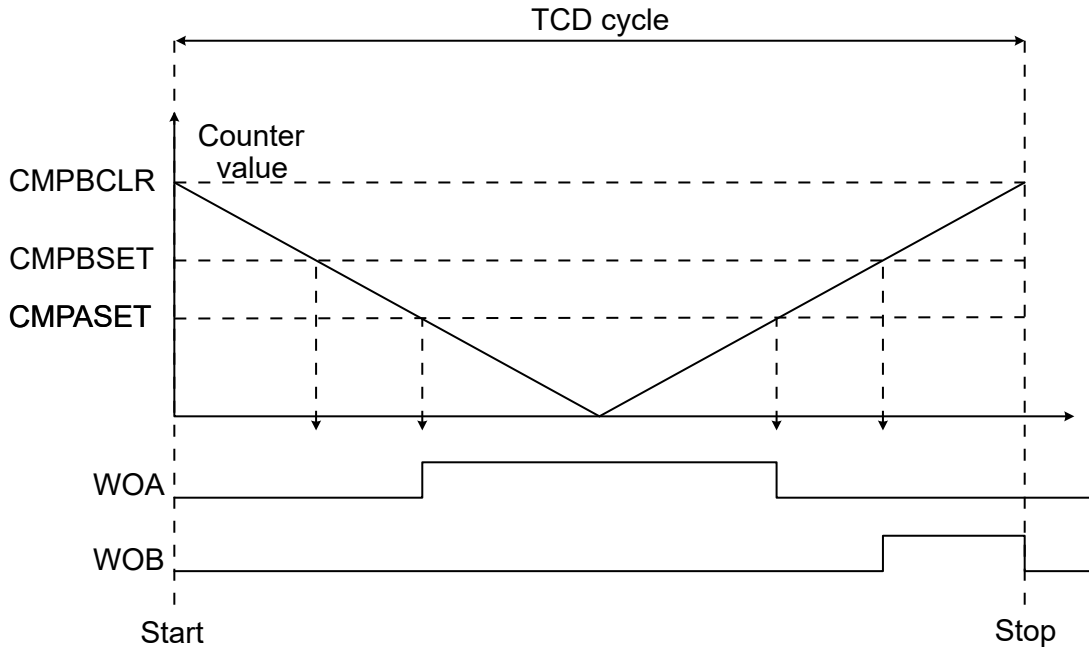 TCD cycle
Counter
value
CMPBCLR
CMPBSET
CMPASET
WOA
WOB
Start
Stop